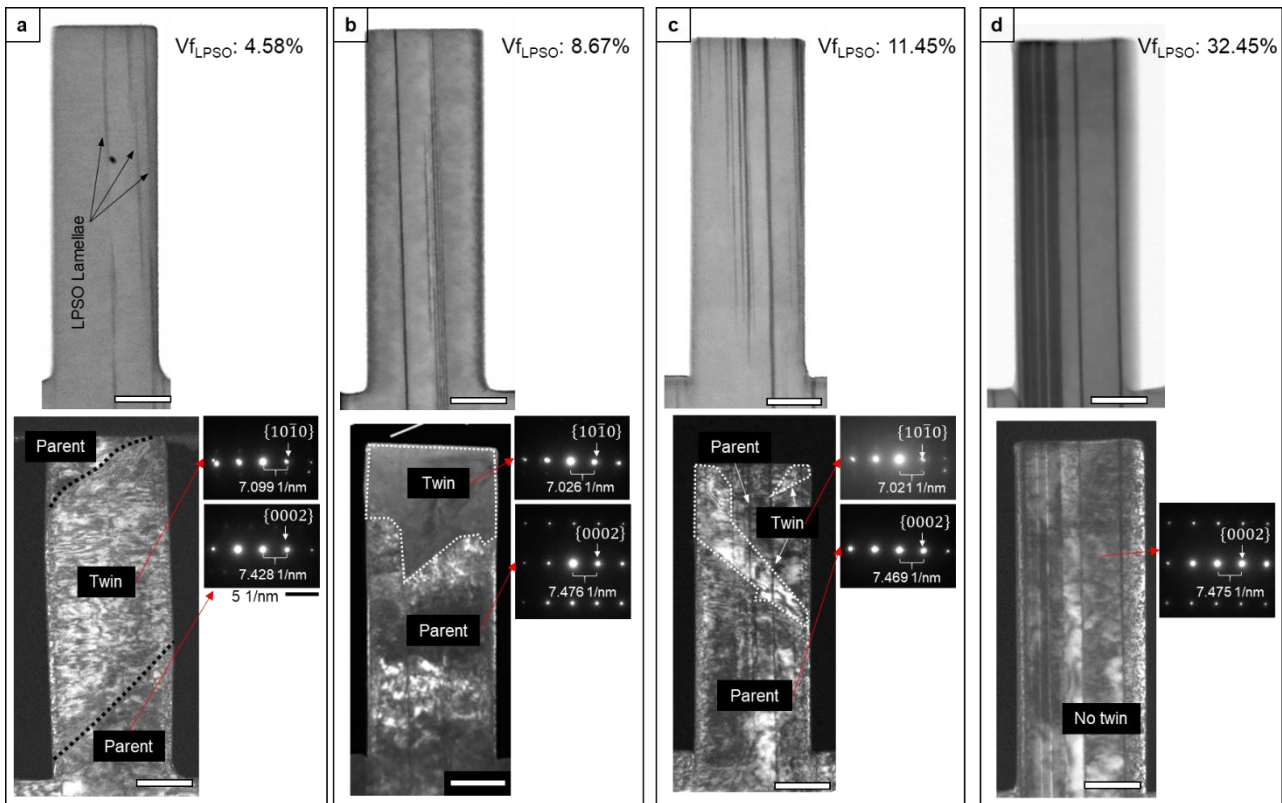 a
Vf_LPSO: 4.58%
LPSO Lamellae
Parent
Twin
Parent
{101̅0}
7.099 1/nm
{0002}
7.428 1/nm
5 1/nm
b
Vf_LPSO: 8.67%
Twin
Parent
{101̅0}
7.026 1/nm
{0002}
7.476 1/nm
c
Vf_LPSO: 11.45%
Parent
Twin
Parent
{101̅0}
7.021 1/nm
{0002}
7.469 1/nm
d
Vf_LPSO: 32.45%
No twin
{0002}
7.475 1/nm